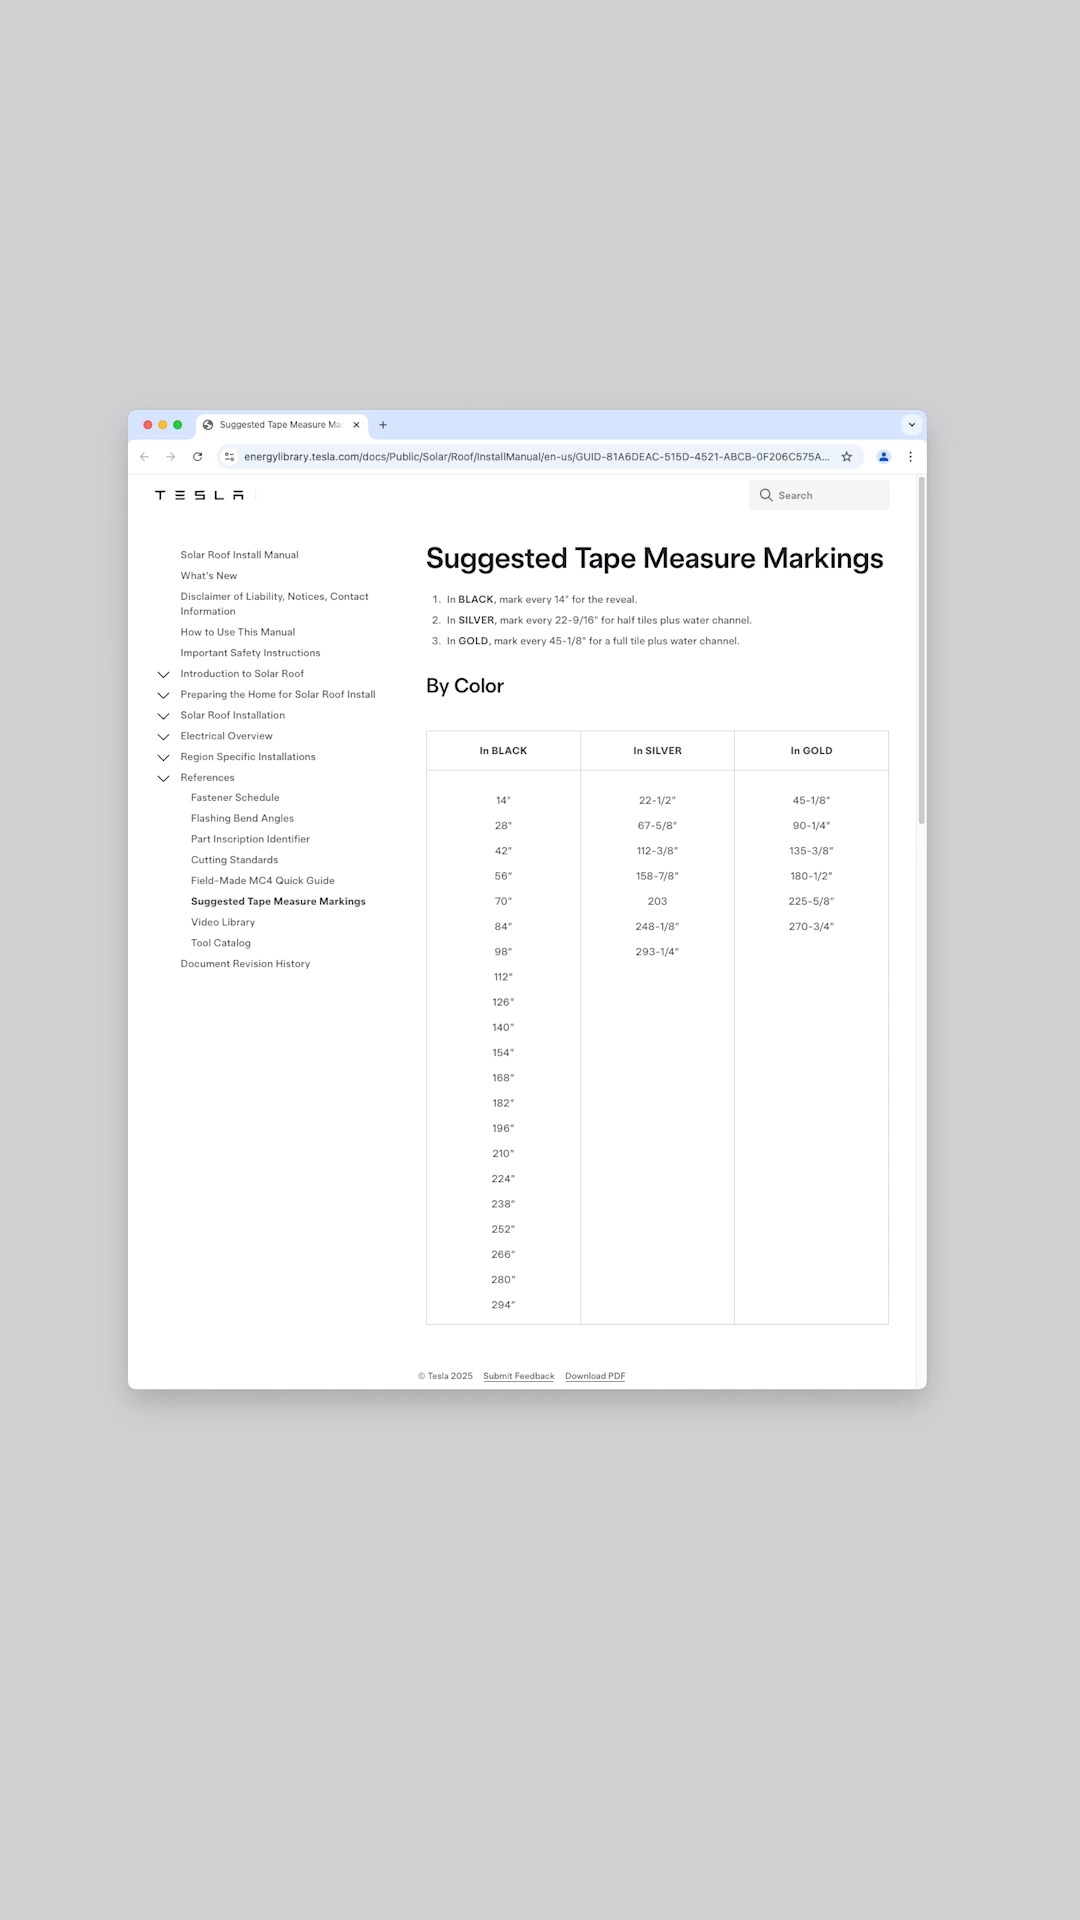 Suggested Tape Measure Ma
energylibrary.tesla.com/docs/Public/Solar/Roof/InstallManual/en-us/GUID-81A6DEAC-515D-4521-ABCB-0F206C575A...
TESLA
Search
Solar Roof Install Manual
What's New
Disclaimer of Liability, Notices, Contact
Information
How to Use This Manual
Important Safety Instructions
Introduction to Solar Roof
Preparing the Home for Solar Roof Install
Solar Roof Installation
Electrical Overview
Region Specific Installations
References
Fastener Schedule
Flashing Bend Angles
Part Inscription Identifier
Cutting Standards
Field-Made MC4 Quick Guide
Suggested Tape Measure Markings
Video Library
Tool Catalog
Document Revision History
Suggested Tape Measure Markings
1. In BLACK, mark every 14" for the reveal.
2. In SILVER, mark every 22-9/16" for half tiles plus water channel.
3. In GOLD, mark every 45-1/8" for a full tile plus water channel.
By Color
In BLACK In SILVER In GOLD
14" 22-1/2" 45-1/8"
28" 67-5/8" 90-1/4"
42" 112-3/8" 135-3/8"
56" 158-7/8" 180-1/2"
70" 203 225-5/8"
84" 248-1/8" 270-3/4"
98" 293-1/4"
112"
126"
140"
154"
168"
182"
196"
210"
224"
238"
252"
266"
280"
294"
© Tesla 2025 Submit Feedback Download PDF